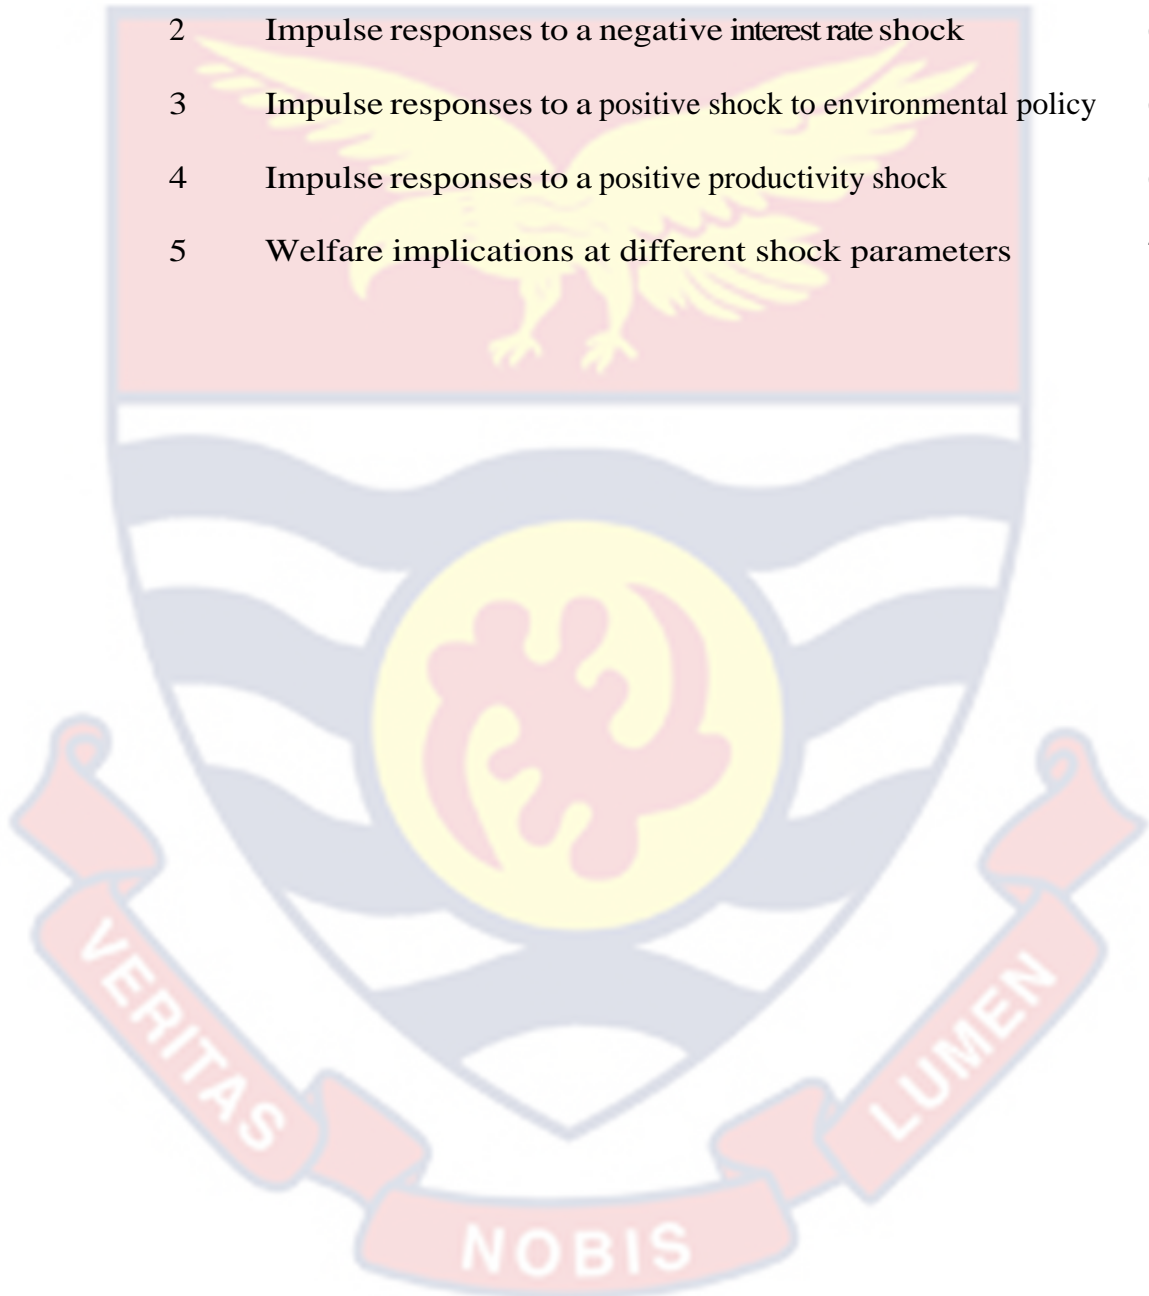 2 Impulse responses to a negative interest rate shock
3 Impulse responses to a positive shock to environmental policy
4 Impulse responses to a positive productivity shock
5 Welfare implications at different shock parameters
VERITAS
NOBIS
LUMEN